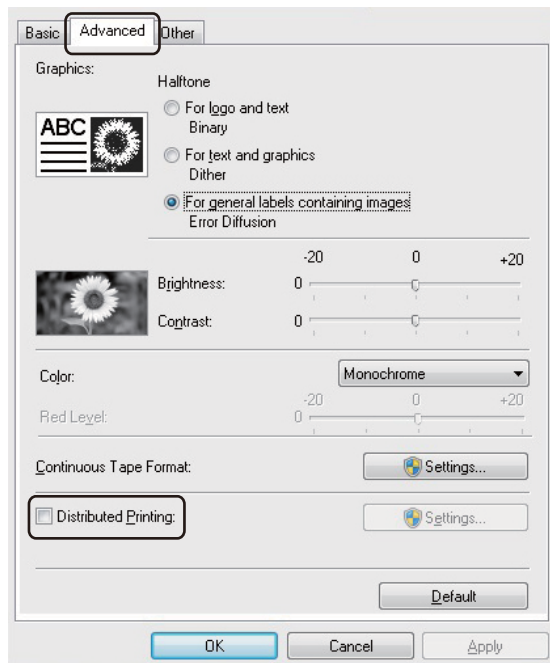 Basic Advanced Other
Graphics:
Halftone
For logo and text
Binary
ABC
For text and graphics
Dither
For general labels containing images
Error Diffusion
-20 0 +20
Brightness: 0
Contrast: 0
Color: Monochrome
-20 0 +20
Red Level: 0
Continuous Tape Format: Settings...
Distributed Printing: Settings...
Default
OK Cancel Apply